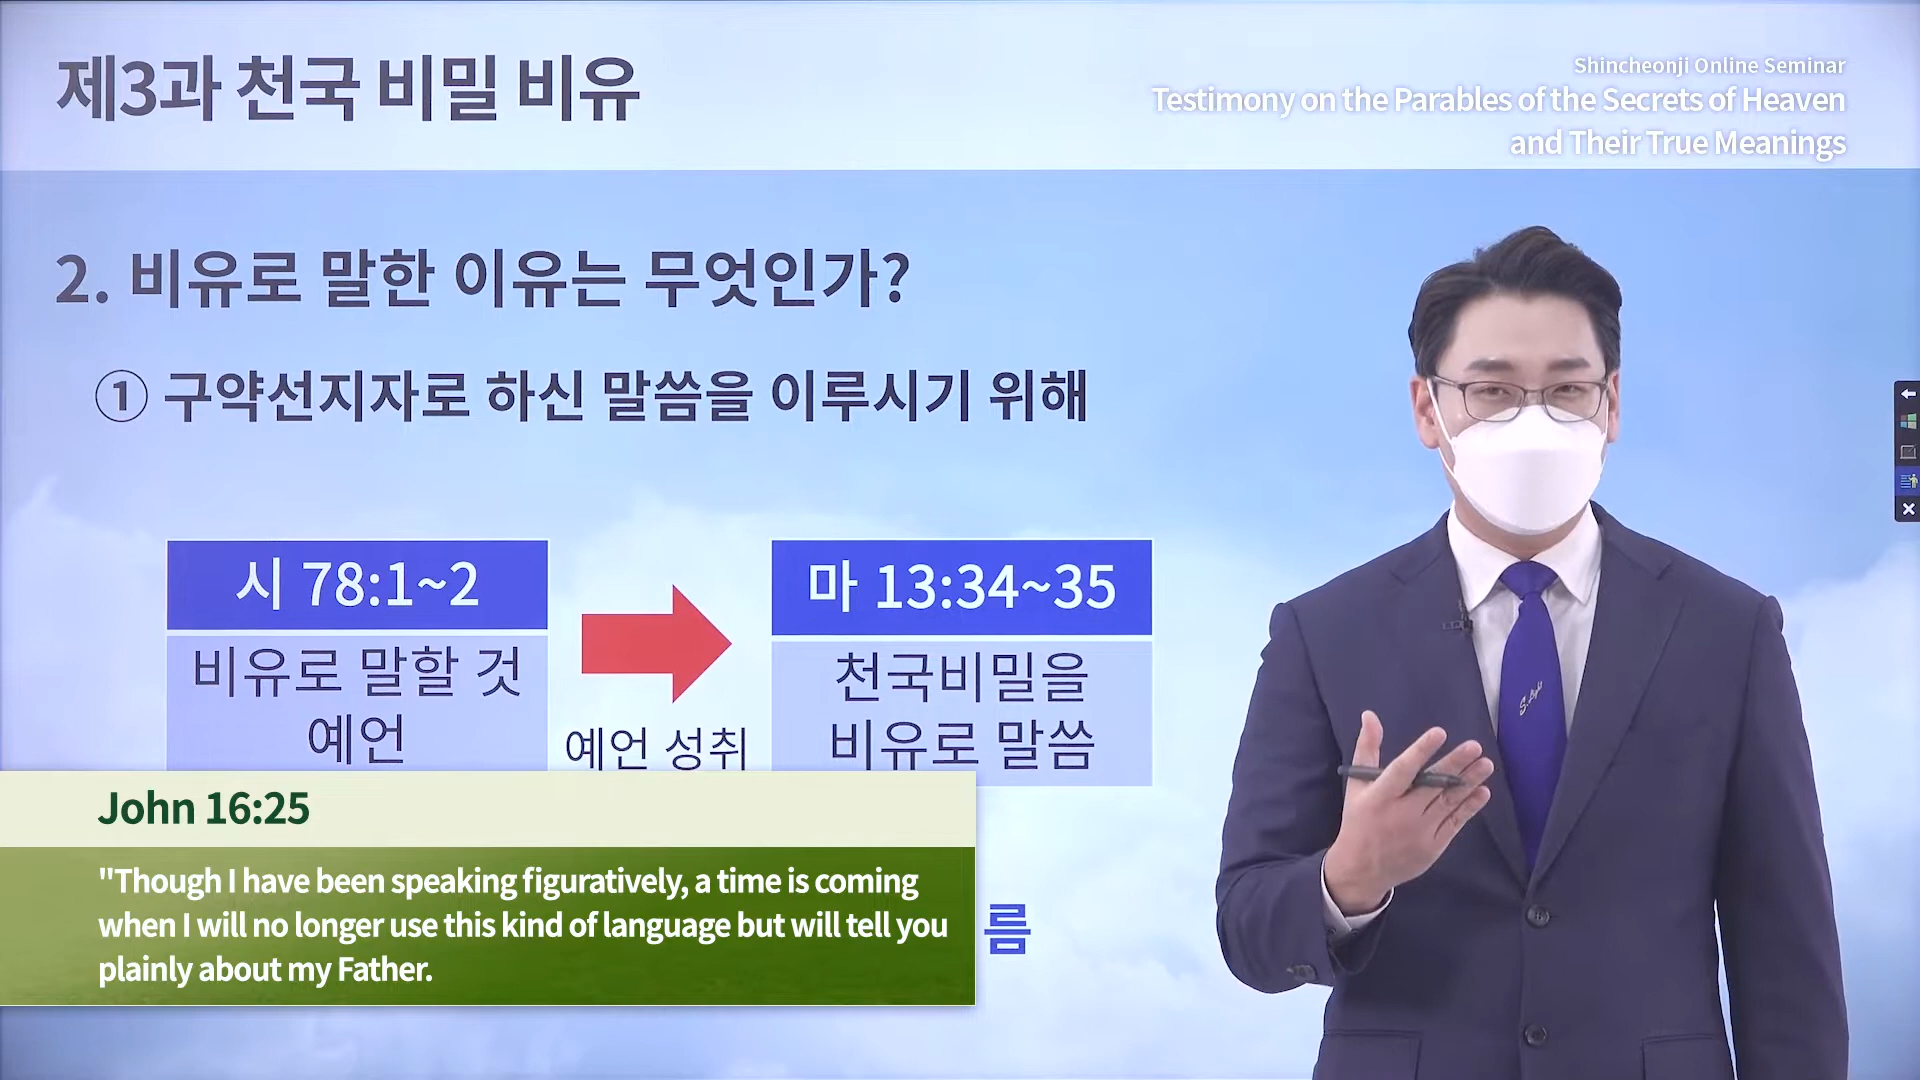 제3과 천국 비밀 비유
Shincheonji Online Seminar
Testimony on the Parables of the Secrets of Heaven
and Their True Meanings
2. 비유로 말한 이유는 무엇인가?
① 구약선지자로 하신 말씀을 이루시기 위해
시 78:1~2
비유로 말할 것
예언
예언 성취
마 13:34~35
천국비밀을
비유로 말씀
름
John 16:25
"Though I have been speaking figuratively, a time is coming
when I will no longer use this kind of language but will tell you
plainly about my Father.
S.Light